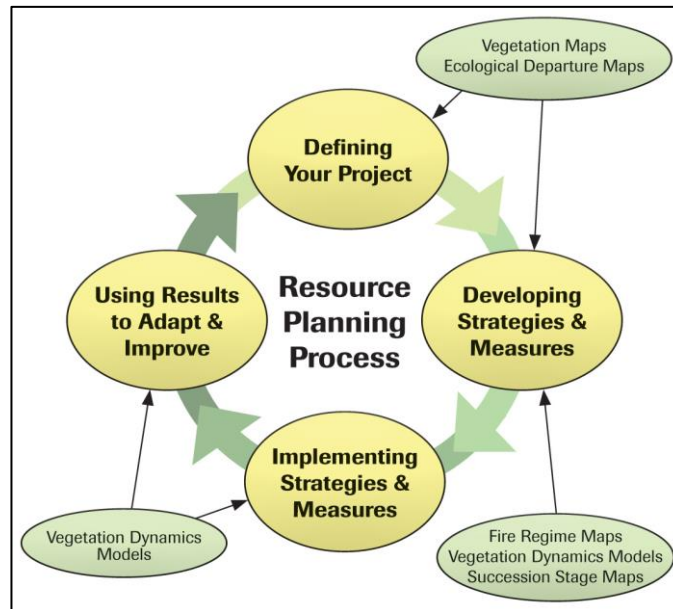 Vegetation Maps
Ecological Departure Maps
Defining
Your Project
Using Results
to Adapt &
Improve
Resource
Planning
Process
Developing
Strategies &
Measures
Implementing
Strategies &
Measures
Vegetation Dynamics
Models
Fire Regime Maps
Vegetation Dynamics Models
Succession Stage Maps